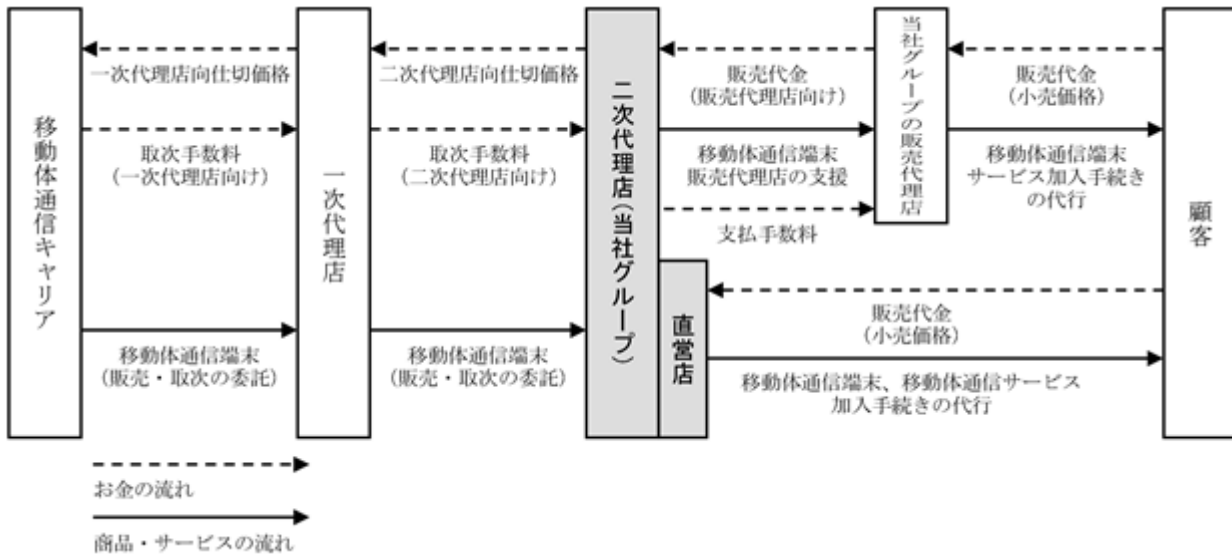 移動体通信キャリア
一次代理店向仕切価格
取次手数料
(一次代理店向け)
移動体通信端末
(販売・取次の委託)
一次代理店
二次代理店向仕切価格
取次手数料
(二次代理店向け)
移動体通信端末
(販売・取次の委託)
二次代理店(当社グループ)
直営店
販売代金
(販売代理店向け)
移動体通信端末
販売代理店の支援
支払手数料
当社グループの販売代理店
販売代金
(小売価格)
移動体通信端末
サービス加入手続き
の代行
販売代金
(小売価格)
移動体通信端末、移動体通信サービス
加入手続きの代行
顧客
お金の流れ
商品・サービスの流れ